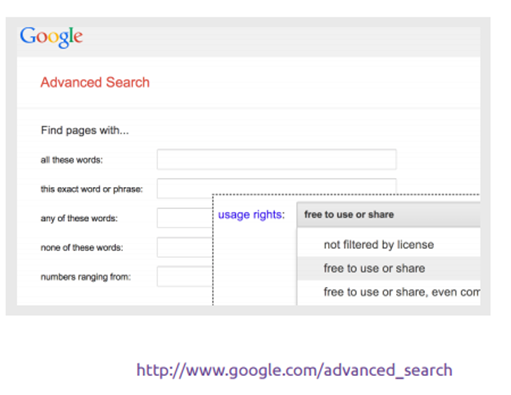 Google
Advanced Search
Find pages with...
all these words:
this exact word or phrase:
any of these words:
none of these words:
numbers ranging from:
usage rights:
free to use or share
not filtered by license
free to use or share
free to use or share, even com
http://www.google.com/advanced_search